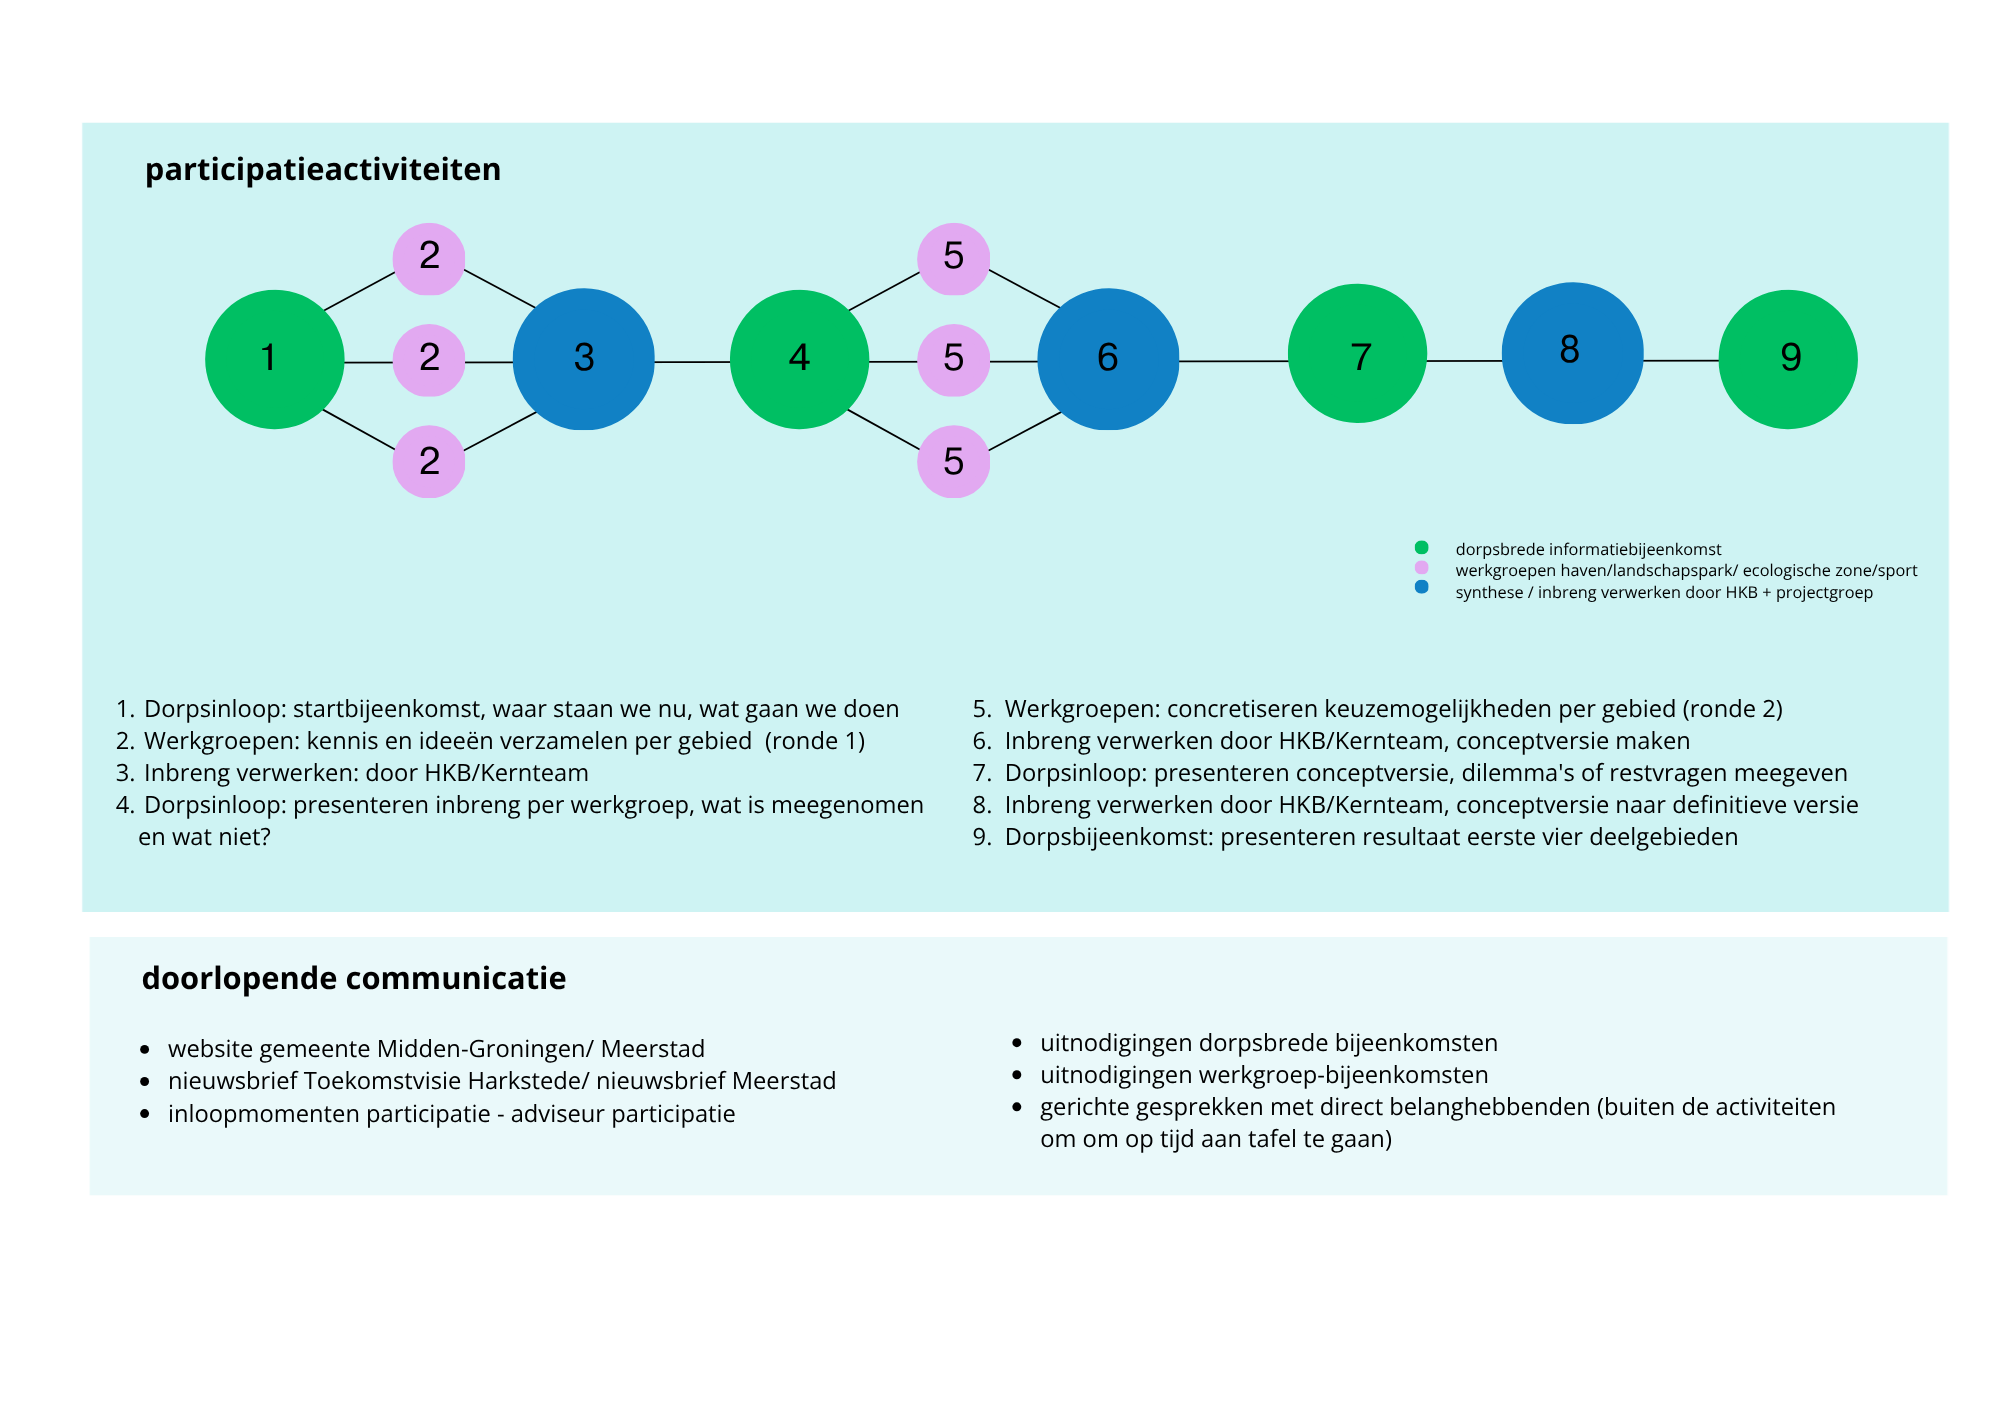 participatieactiviteiten
2
5
1
2
3
4
5
6
7
8
9
2
5
dorpsbrede informatiebijeenkomst
werkgroepen haven/landschapspark/ ecologische zone/sport
synthese / inbreng verwerken door HKB + projectgroep
1. Dorpsinloop: startbijeenkomst, waar staan we nu, wat gaan we doen
2. Werkgroepen: kennis en ideeën verzamelen per gebied (ronde 1)
3. Inbreng verwerken: door HKB/Kernteam
4. Dorpsinloop: presenteren inbreng per werkgroep, wat is meegenomen
en wat niet?
5. Werkgroepen: concretiseren keuzemogelijkheden per gebied (ronde 2)
6. Inbreng verwerken door HKB/Kernteam, conceptversie maken
7. Dorpsinloop: presenteren conceptversie, dilemma's of restvragen meegeven
8. Inbreng verwerken door HKB/Kernteam, conceptversie naar definitieve versie
9. Dorpsbijeenkomst: presenteren resultaat eerste vier deelgebieden
doorlopende communicatie
• website gemeente Midden-Groningen/ Meerstad
• nieuwsbrief Toekomstvisie Harkstede/ nieuwsbrief Meerstad
• inloopmomenten participatie - adviseur participatie
• uitnodigingen dorpsbrede bijeenkomsten
• uitnodigingen werkgroep-bijeenkomsten
• gerichte gesprekken met direct belanghebbenden (buiten de activiteiten
om om op tijd aan tafel te gaan)